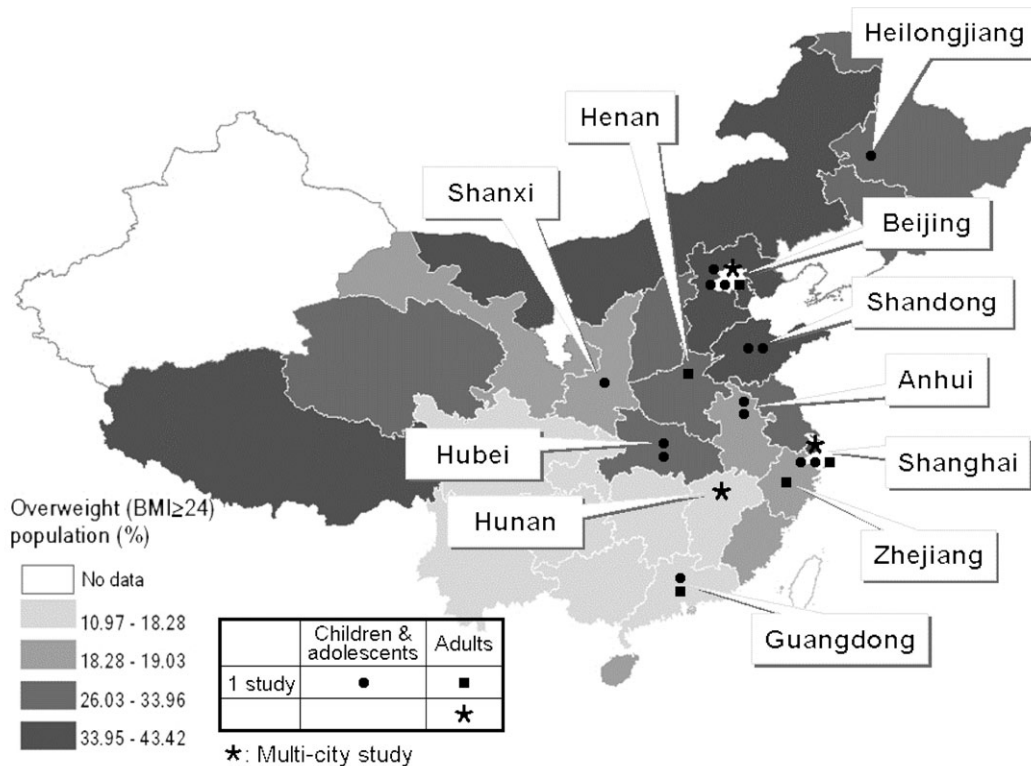 Heilongjiang
Henan
Shanxi
Beijing
Shandong
Anhui
Hubei
Shanghai
Hunan
Zhejiang
Guangdong
Overweight (BMI≥24)
population (%)
No data
10.97 - 18.28
18.28 - 19.03
26.03 - 33.96
33.95 - 43.42
Children &
adolescents
Adults
1 study
★: Multi-city study